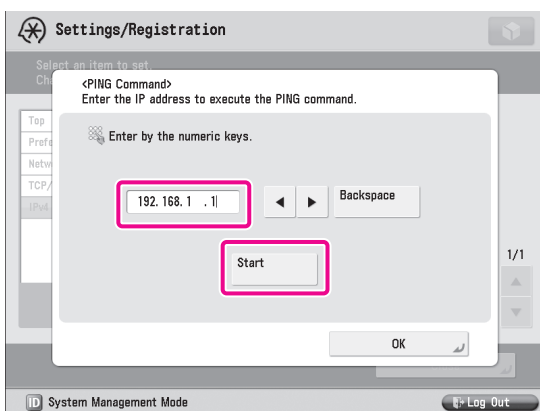 Settings/Registration
Select an item to set.
Ch
<PING Command>
Enter the IP address to execute the PING command.
Top
Enter by the numeric keys.
Prefe
Netw
TCP/
IPv4
192. 168. 1 . 1
◀ ▶ Backspace
Start
1/1
OK
ID System Management Mode
Log Out